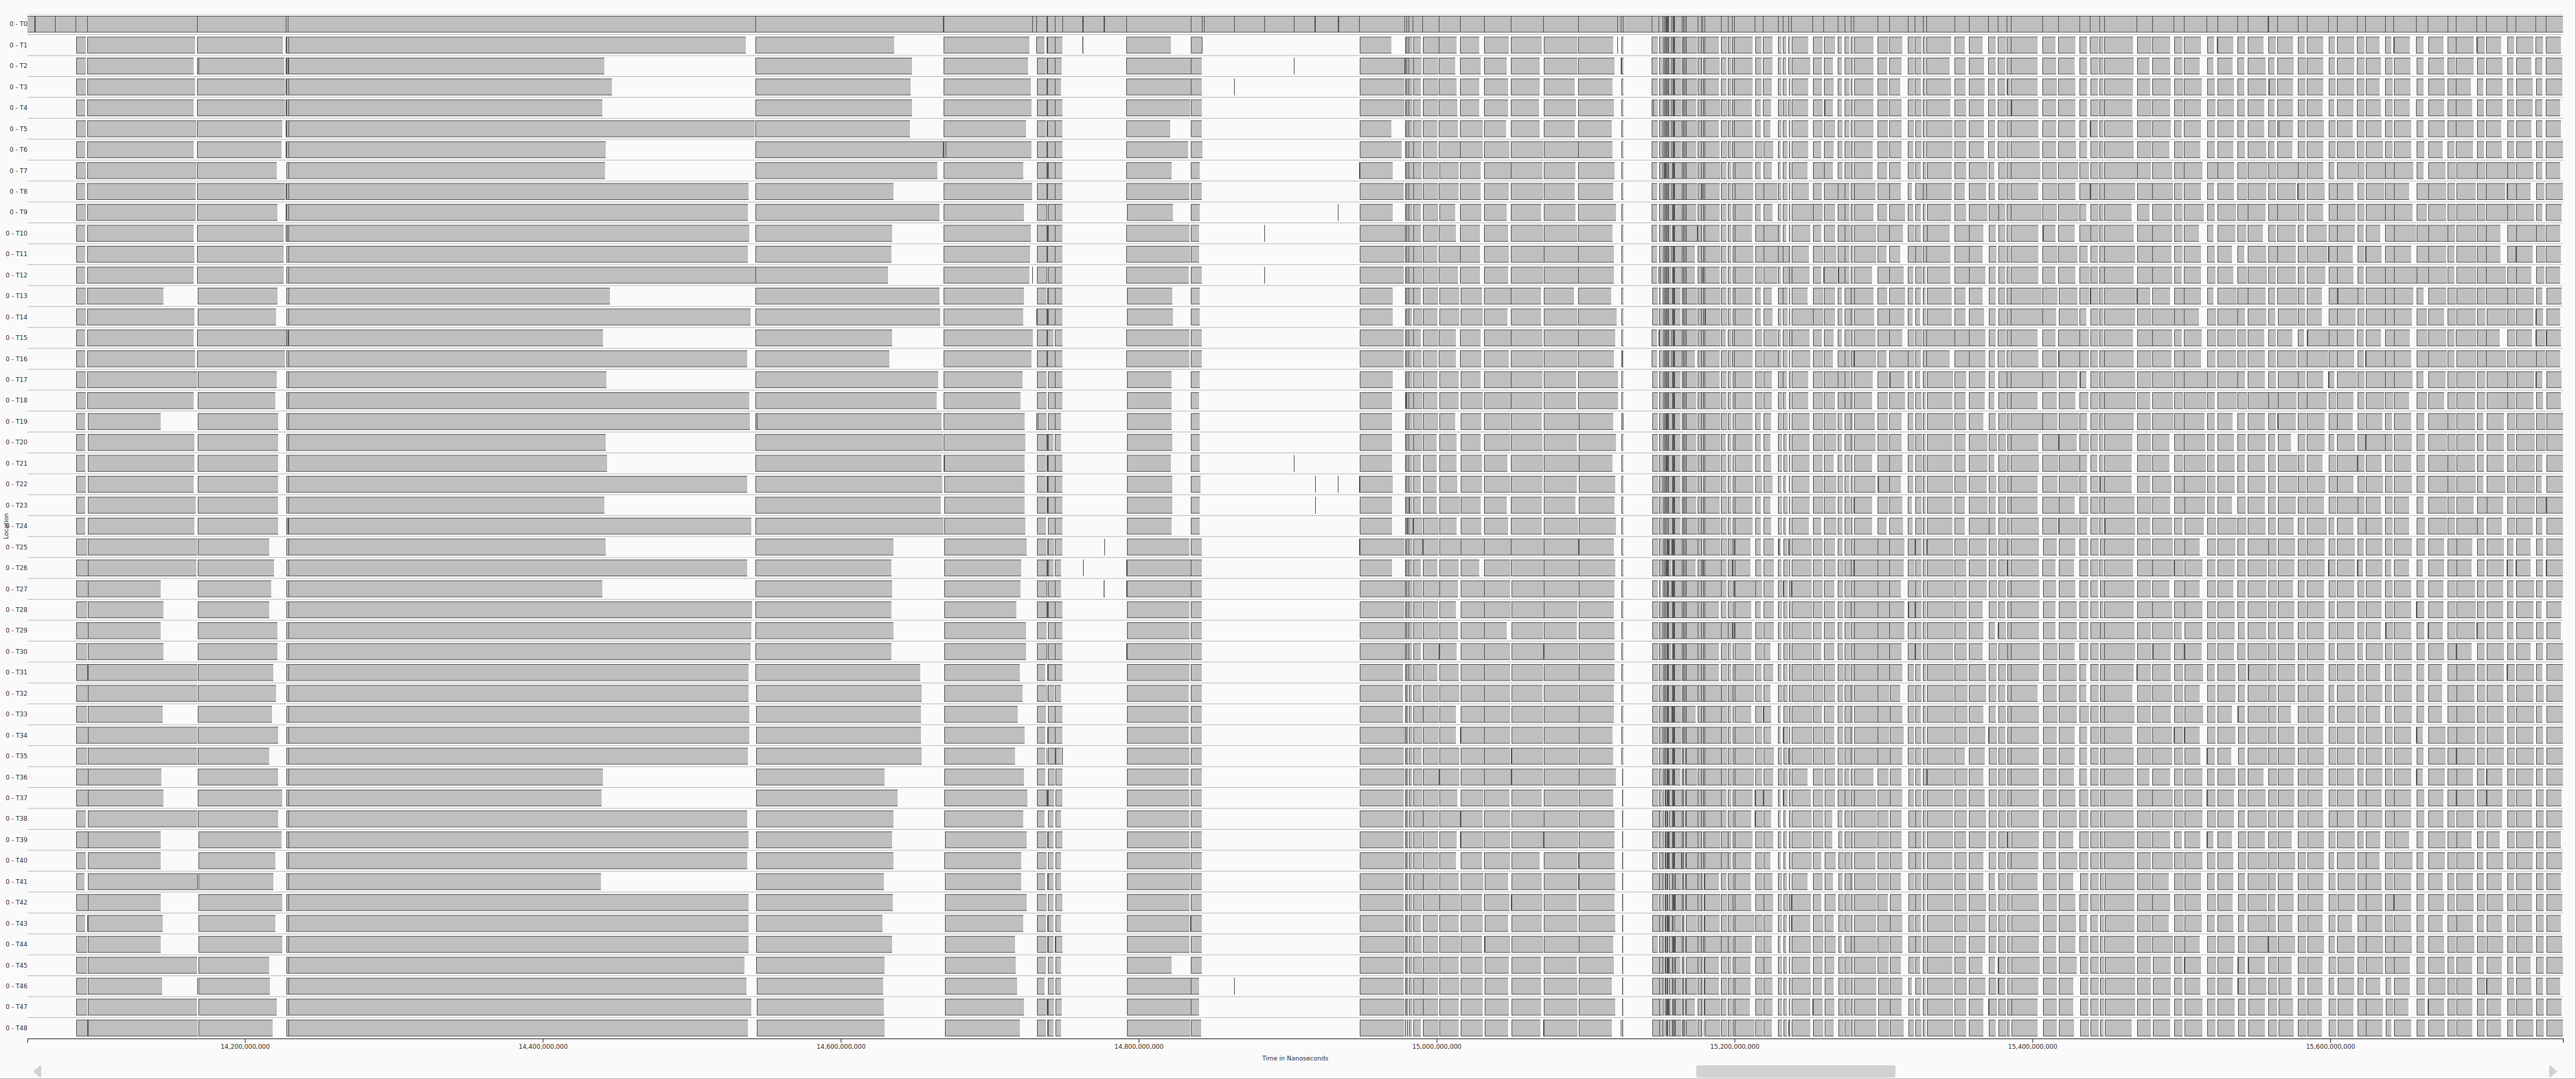 0 - T0
0 - T1
0 - T2
0 - T3
0 - T4
0 - T5
0 - T6
0 - T7
0 - T8
0 - T9
0 - T10
0 - T11
0 - T12
0 - T13
0 - T14
0 - T15
0 - T16
0 - T17
0 - T18
0 - T19
0 - T20
0 - T21
0 - T22
0 - T23
Location
0 - T24
0 - T25
0 - T26
0 - T27
0 - T28
0 - T29
0 - T30
0 - T31
0 - T32
0 - T33
0 - T34
0 - T35
0 - T36
0 - T37
0 - T38
0 - T39
0 - T40
0 - T41
0 - T42
0 - T43
0 - T44
0 - T45
0 - T46
0 - T47
0 - T48
14,200,000,000 14,400,000,000 14,600,000,000 14,800,000,000 15,000,000,000 15,200,000,000 15,400,000,000 15,600,000,000
Time in Nanoseconds